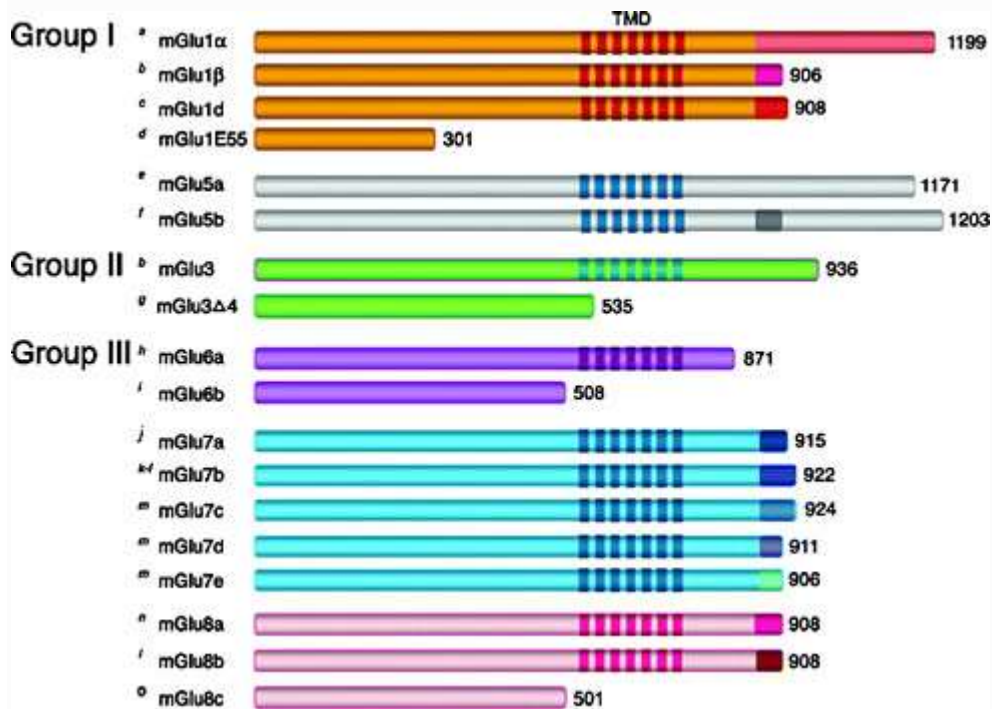 TMD
Group I a mGlu1α 1199
b mGlu1β 906
c mGlu1d 908
d mGlu1E55 301
e mGlu5a 1171
f mGlu5b 1203
Group II b mGlu3 936
g mGlu3Δ4 535
Group III h mGlu6a 871
i mGlu6b 508
j mGlu7a 915
k-l mGlu7b 922
m mGlu7c 924
m mGlu7d 911
m mGlu7e 906
n mGlu8a 908
mGlu8b 908
o mGlu8c 501